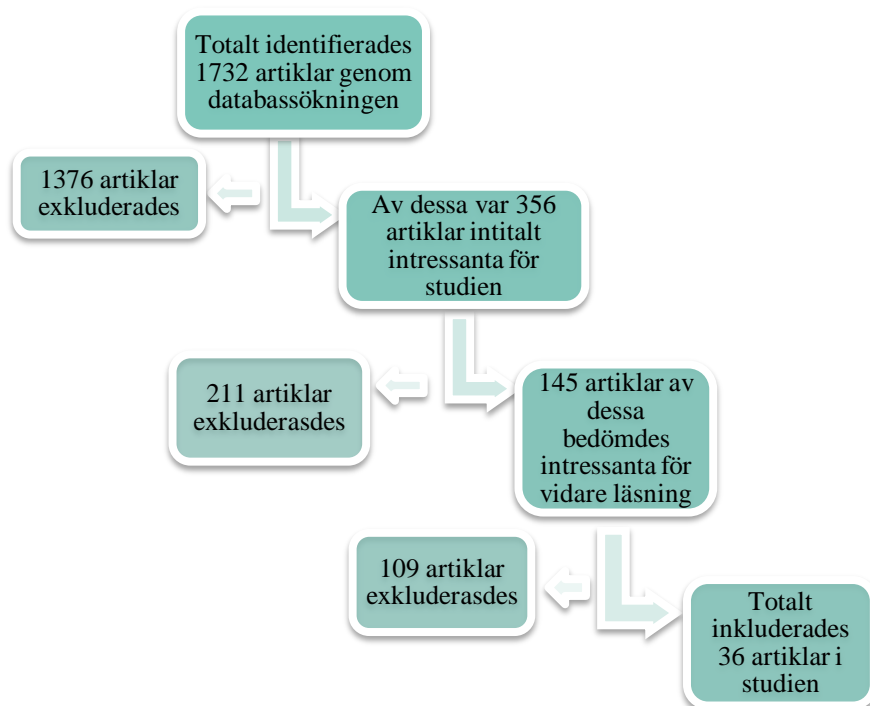 Totalt identifierades
1732 artiklar genom
databassökningen
1376 artiklar
exkluderades
Av dessa var 356
artiklar intitalt
intressanta för
studien
211 artiklar
exkluderasdes
145 artiklar av
dessa
bedömdes
intressanta för
vidare läsning
109 artiklar
exkluderasdes
Totalt
inkluderades
36 artiklar i
studien